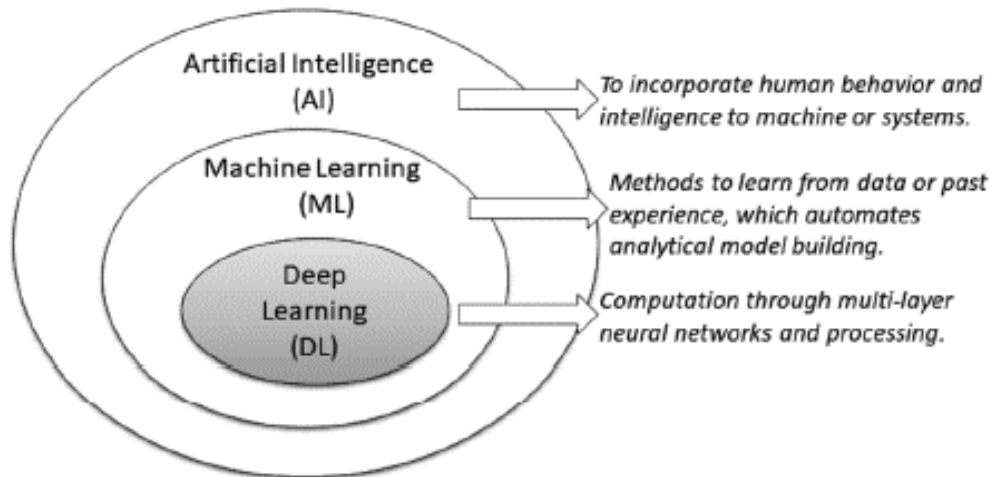 Artificial Intelligence
(AI)
To incorporate human behavior and
intelligence to machine or systems.
Machine Learning
(ML)
Methods to learn from data or past
experience, which automates
analytical model building.
Deep
Learning
(DL)
Computation through multi-layer
neural networks and processing.